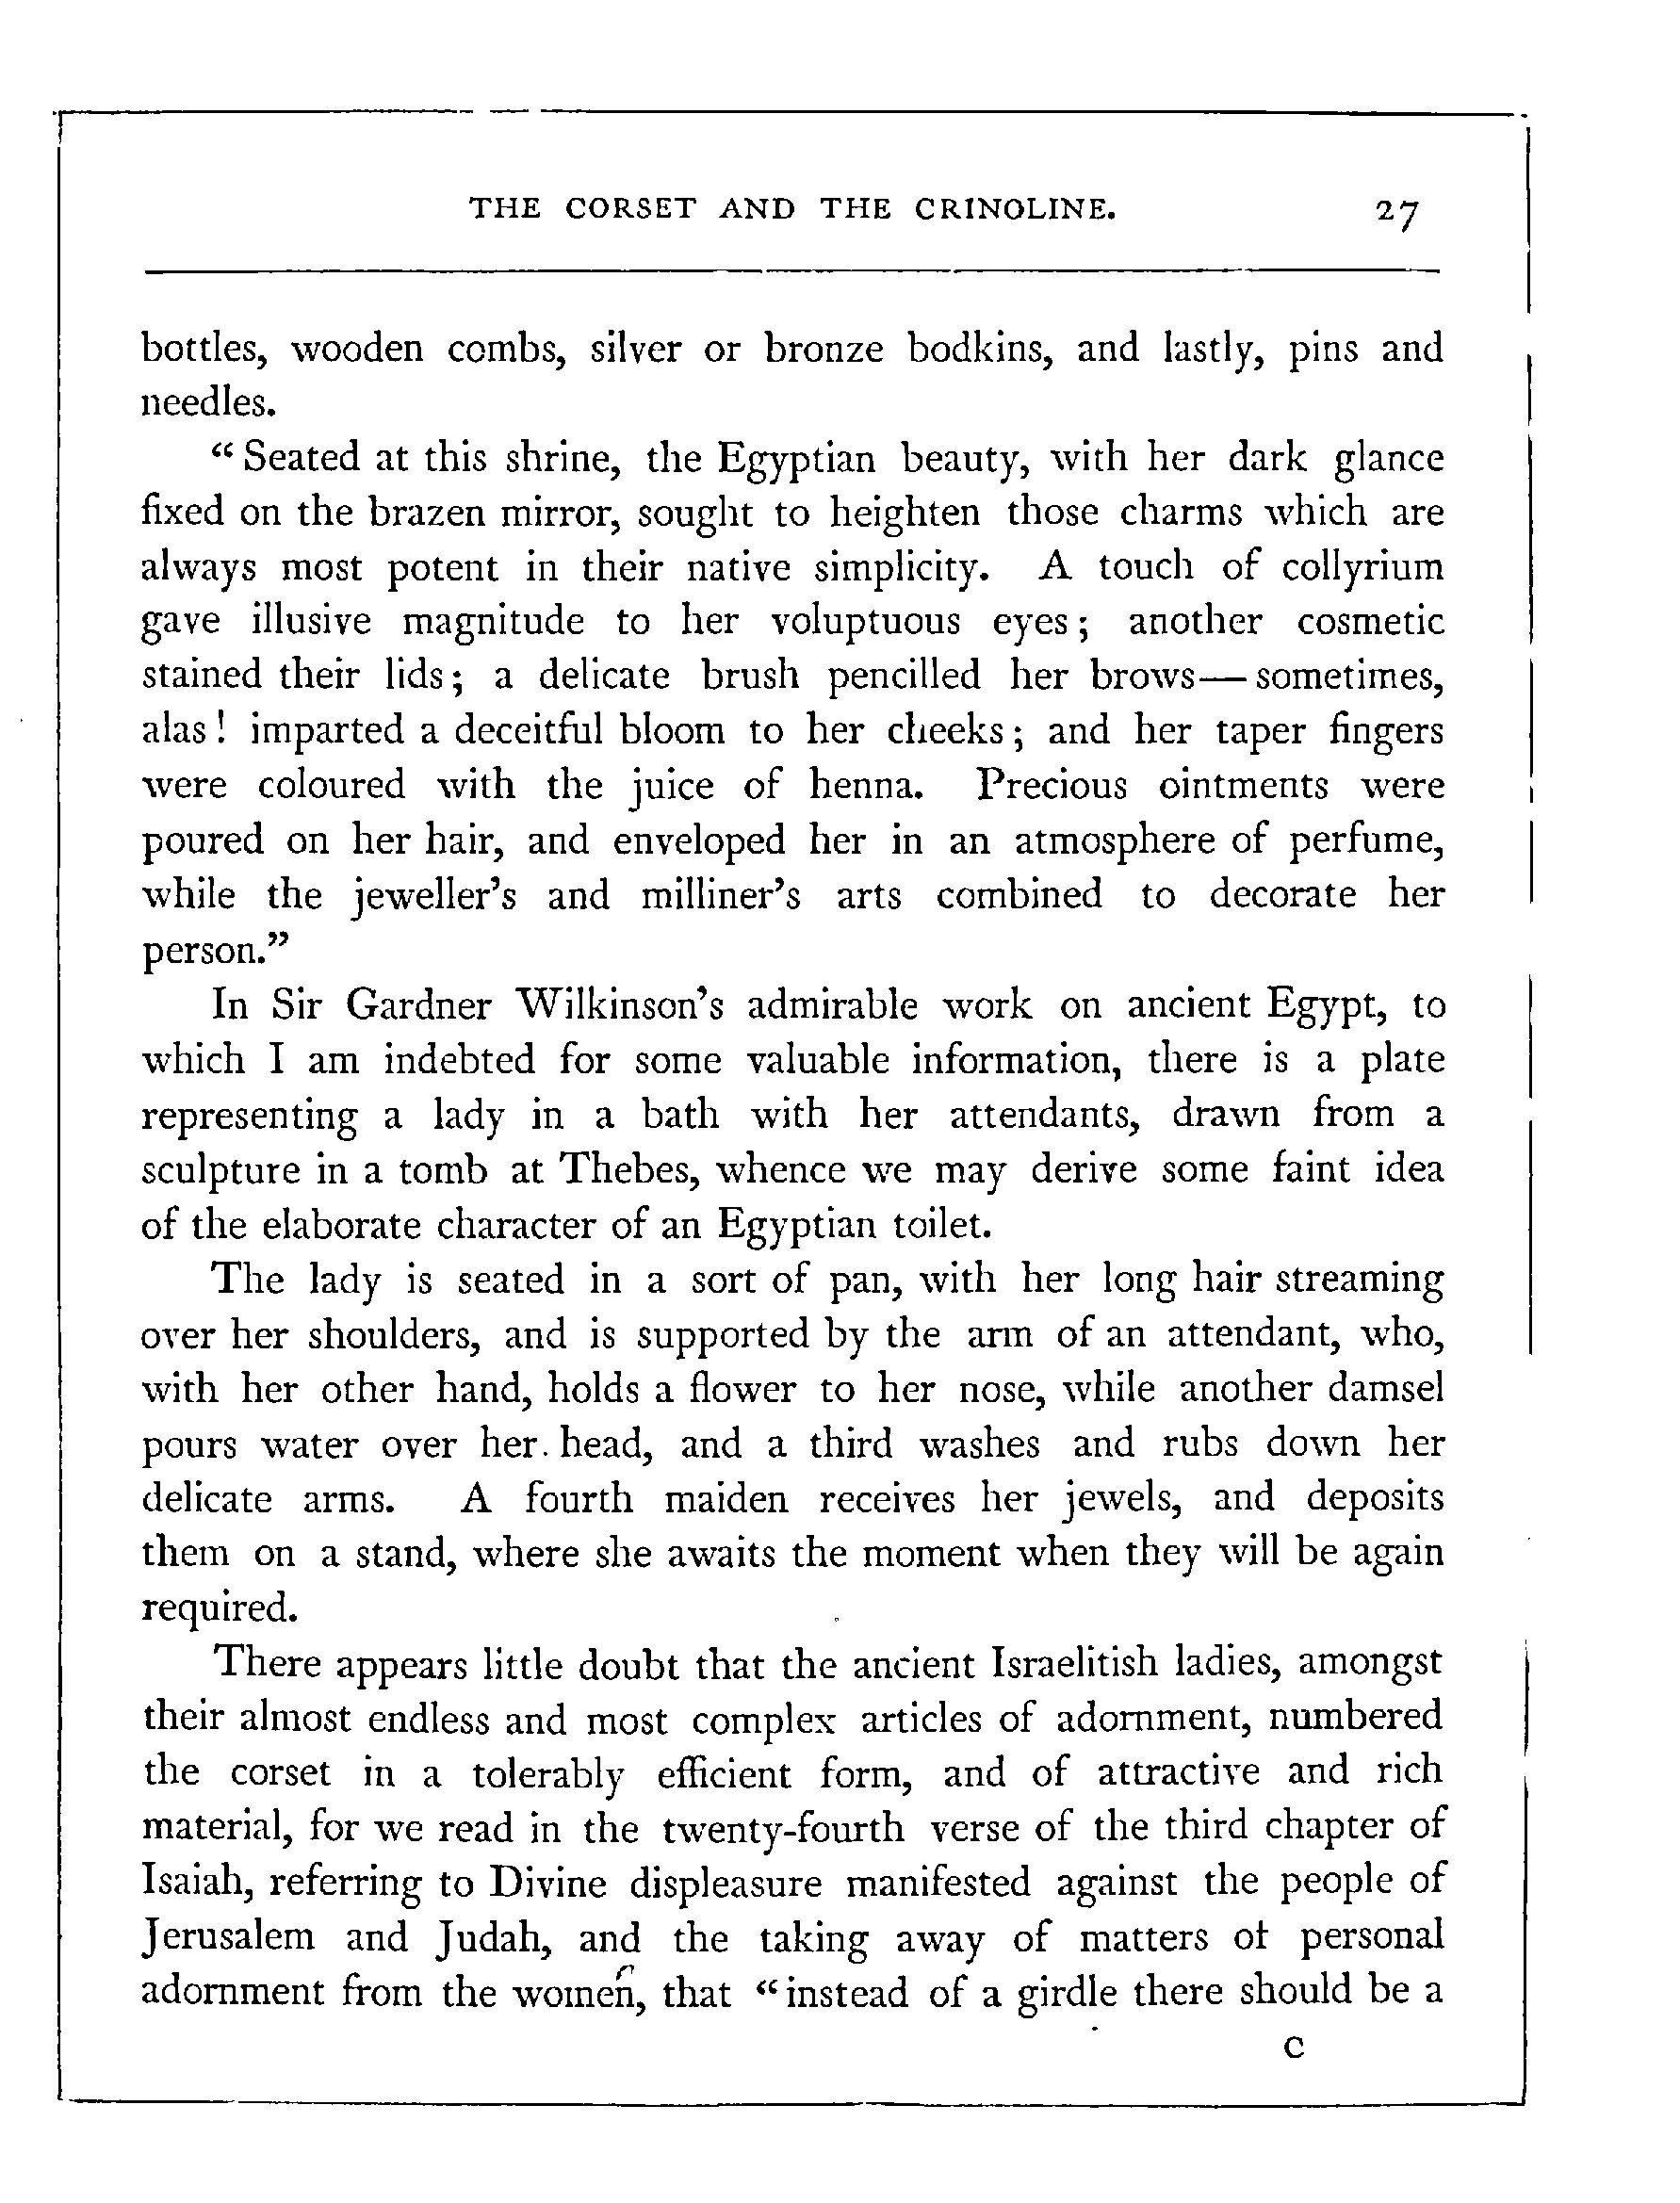 THE CORSET AND THE CRINOLINE. 27
bottles, wooden combs, silver or bronze bodkins, and lastly, pins and
needles.
“Seated at this shrine, the Egyptian beauty, with her dark glance
fixed on the brazen mirror, sought to heighten those charms which are
always most potent in their native simplicity. A touch of collyrium
gave illusive magnitude to her voluptuous eyes; another cosmetic
stained their lids; a delicate brush pencilled her brows—sometimes,
alas! imparted a deceitful bloom to her cheeks; and her taper fingers
were coloured with the juice of henna. Precious ointments were
poured on her hair, and enveloped her in an atmosphere of perfume,
while the jeweller’s and milliner’s arts combined to decorate her
person.”
In Sir Gardner Wilkinson’s admirable work on ancient Egypt, to
which I am indebted for some valuable information, there is a plate
representing a lady in a bath with her attendants, drawn from a
sculpture in a tomb at Thebes, whence we may derive some faint idea
of the elaborate character of an Egyptian toilet.
The lady is seated in a sort of pan, with her long hair streaming
over her shoulders, and is supported by the arm of an attendant, who,
with her other hand, holds a flower to her nose, while another damsel
pours water over her head, and a third washes and rubs down her
delicate arms. A fourth maiden receives her jewels, and deposits
them on a stand, where she awaits the moment when they will be again
required.
There appears little doubt that the ancient Israelitish ladies, amongst
their almost endless and most complex articles of adornment, numbered
the corset in a tolerably efficient form, and of attractive and rich
material, for we read in the twenty-fourth verse of the third chapter of
Isaiah, referring to Divine displeasure manifested against the people of
Jerusalem and Judah, and the taking away of matters of personal
adornment from the women, that “instead of a girdle there should be a
C